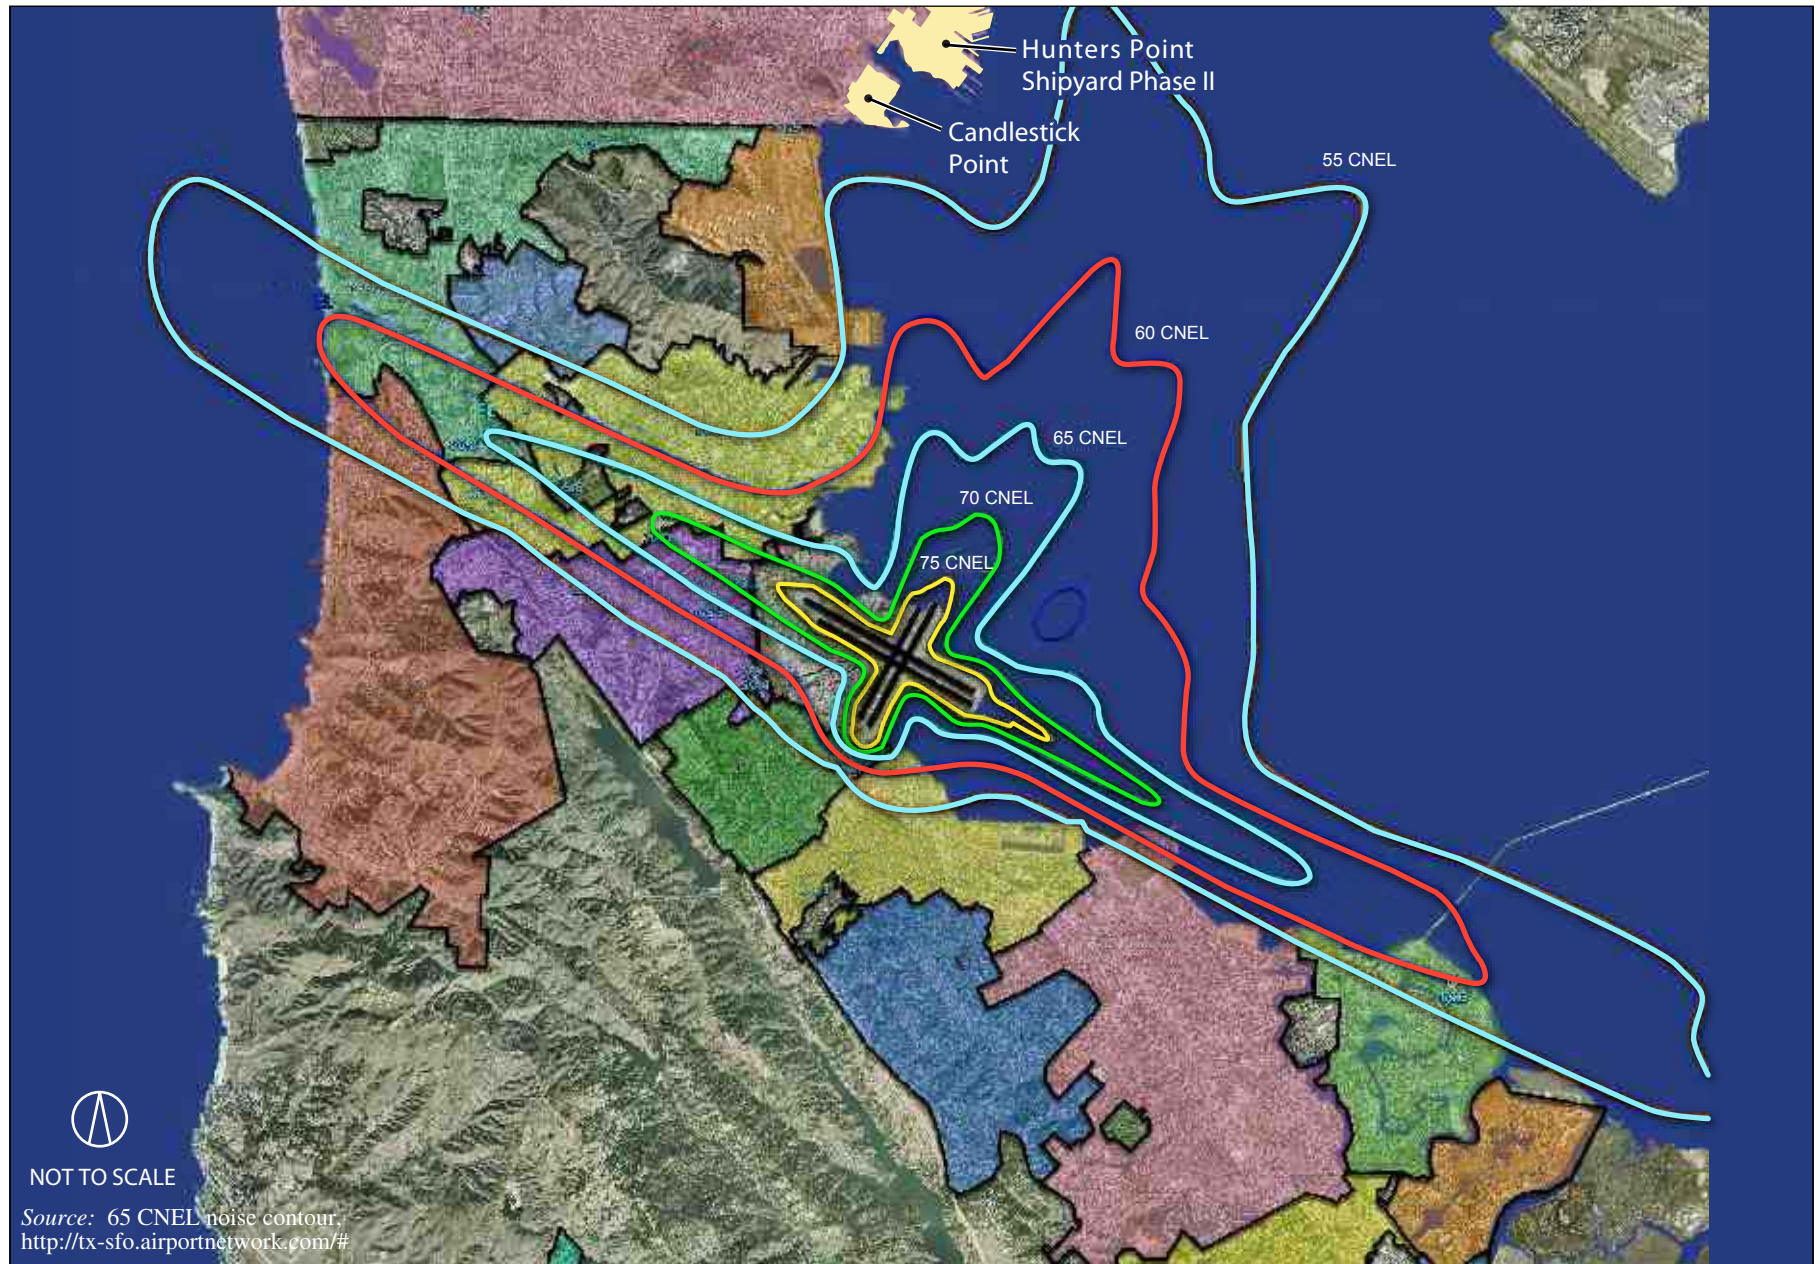 Hunters Point
Shipyard Phase II
Candlestick
Point
55 CNEL
60 CNEL
65 CNEL
70 CNEL
75 CNEL
NOT TO SCALE
Source: 65 CNEL noise contour,
http://tx-sfo.airportnetwork.com/#